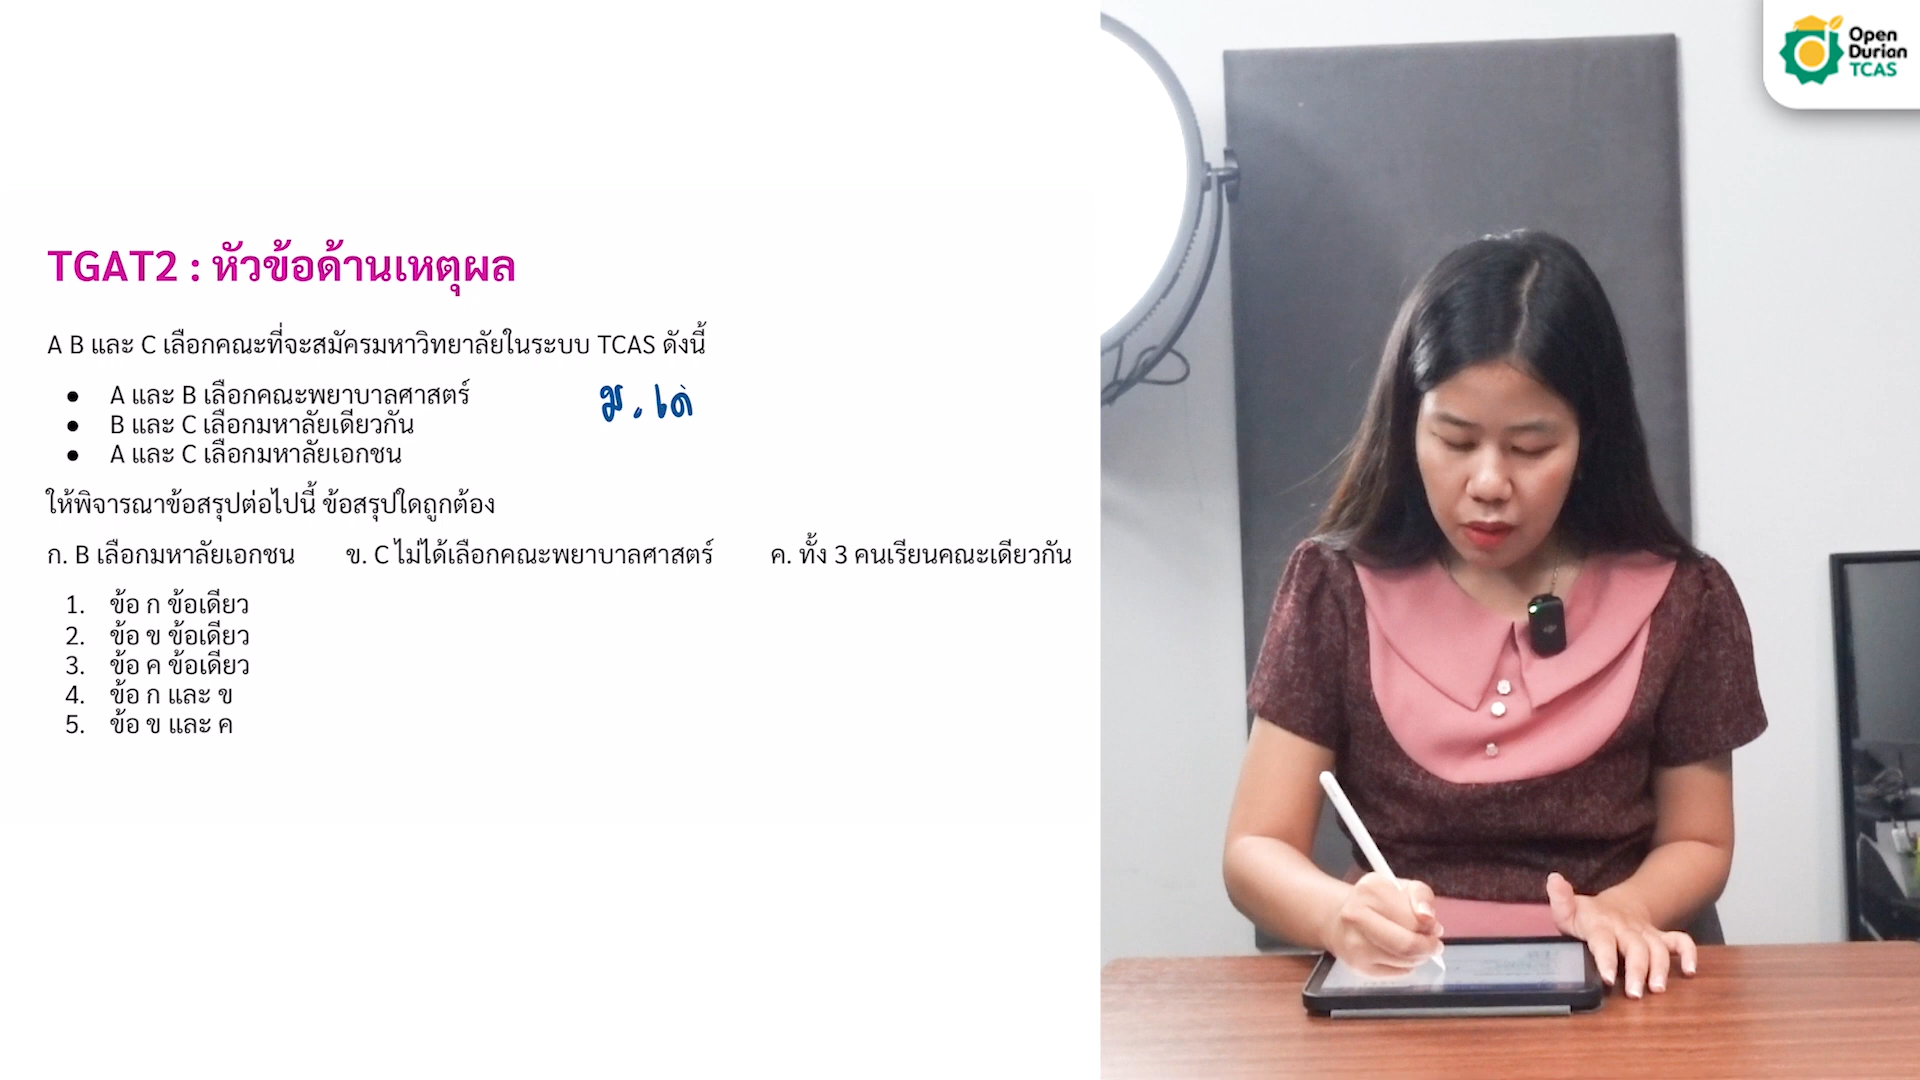 Open
Durian
TCAS
TGAT2 : หัวข้อด้านเหตุผล
A B และ C เลือกคณะที่จะสมัครมหาวิทยาลัยในระบบ TCAS ดังนี้
● A และ B เลือกคณะพยาบาลศาสตร์
ม. เด
● B และ C เลือกมหาลัยเดียวกัน
● A และ C เลือกมหาลัยเอกชน
ให้พิจารณาข้อสรุปต่อไปนี้ ข้อสรุปใดถูกต้อง
ก. B เลือกมหาลัยเอกชน ข. C ไม่ได้เลือกคณะพยาบาลศาสตร์ ค. ทั้ง 3 คนเรียนคณะเดียวกัน
1. ข้อ ก ข้อเดียว
2. ข้อ ข ข้อเดียว
3. ข้อ ค ข้อเดียว
4. ข้อ ก และ ข
5. ข้อ ข และ ค